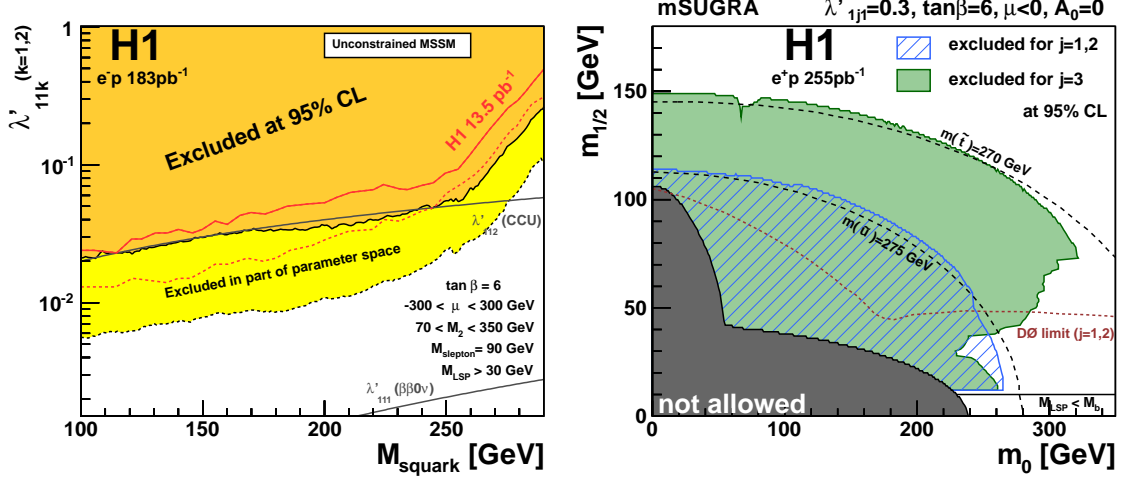 H1
e⁻p 183pb⁻¹
Unconstrained MSSM
Excluded at 95% CL
H1 13.5 pb⁻¹
λ'₁₁₂ (CCU)
Excluded in part of parameter space
tan β = 6
-300 < μ < 300 GeV
70 < M₂ < 350 GeV
M_slepton = 90 GeV
M_LSP > 30 GeV
λ'₁₁₁ (ββ0ν)
λ'₁₁ₖ (k=1,2)
1
10⁻¹
10⁻²
100 150 200 250
M_squark [GeV]
mSUGRA λ'₁ⱼ₁=0.3, tanβ=6, μ<0, A₀=0
H1
e⁺p 255pb⁻¹
excluded for j=1,2
excluded for j=3
at 95% CL
m(t̃)=270 GeV
m(ũ)=275 GeV
DØ limit (j=1,2)
not allowed
M_LSP < M_b
m₁/₂ [GeV]
150
100
50
0
0 100 200 300
m₀ [GeV]